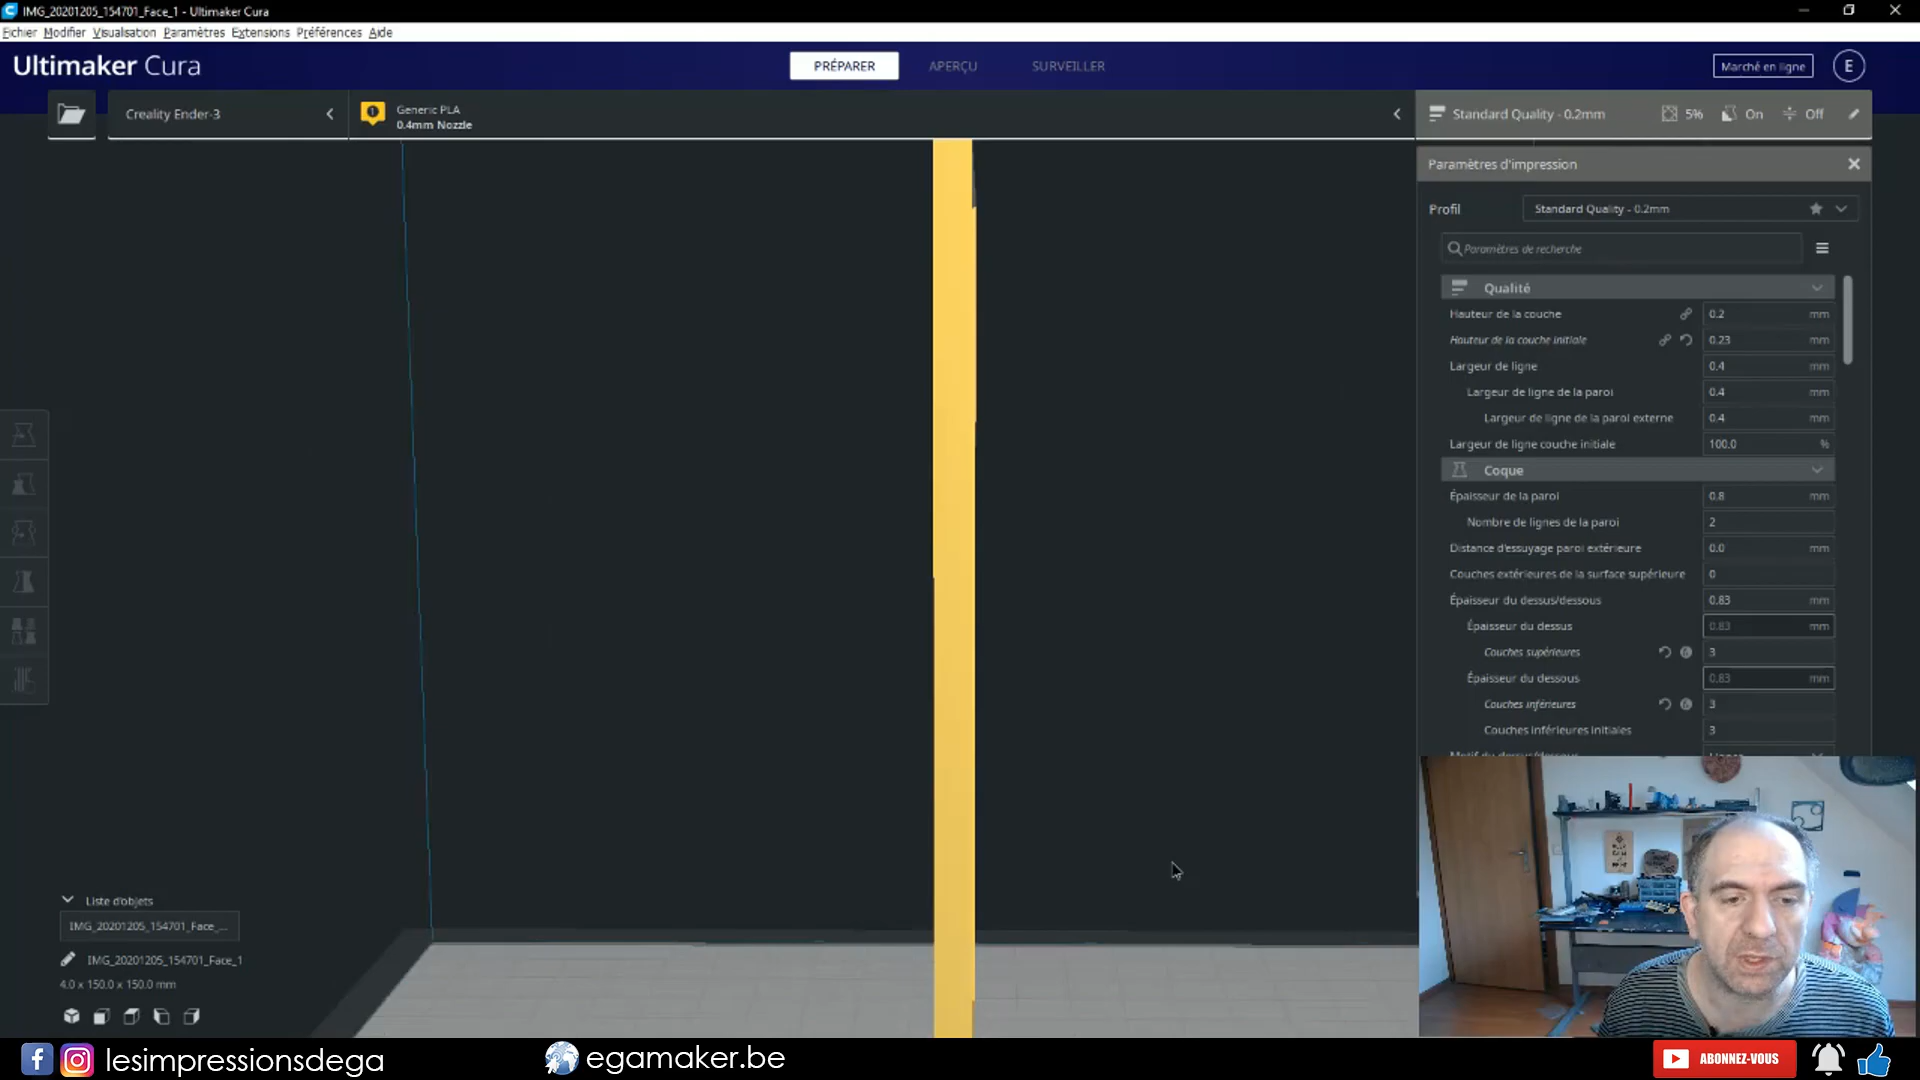 IMG_20201205_154701_Face_1 - Ultimaker Cura
Fichier Modifier Visualisation Paramètres Extensions Préférences Aide
Ultimaker Cura
PRÉPARER
APERÇU
SURVEILLER
Marché en ligne
E
Creality Ender-3
Generic PLA
0.4mm Nozzle
1
Standard Quality - 0.2mm
5%
On
Off
Paramètres d'impression
Profil
Standard Quality - 0.2mm
Paramètres de recherche
Qualité
Hauteur de la couche 0.2 mm
Hauteur de la couche initiale 0.23 mm
Largeur de ligne 0.4 mm
Largeur de ligne de la paroi 0.4 mm
Largeur de ligne de la paroi externe 0.4 mm
Largeur de ligne couche initiale 100.0 %
Coque
Épaisseur de la paroi 0.8 mm
Nombre de lignes de la paroi 2
Distance d'essuyage paroi extérieure 0.0 mm
Couches extérieures de la surface supérieure 0
Épaisseur du dessus/dessous 0.83 mm
Épaisseur du dessus 0.83 mm
Couches supérieures 3
Épaisseur du dessous 0.83 mm
Couches inférieures 3
Couches inférieures initiales 3
Liste d'objets
IMG_20201205_154701_Face_...
IMG_20201205_154701_Face_1
4.0 x 150.0 x 150.0 mm
lesimpressionsdega
egamaker.be
ABONNEZ-VOUS